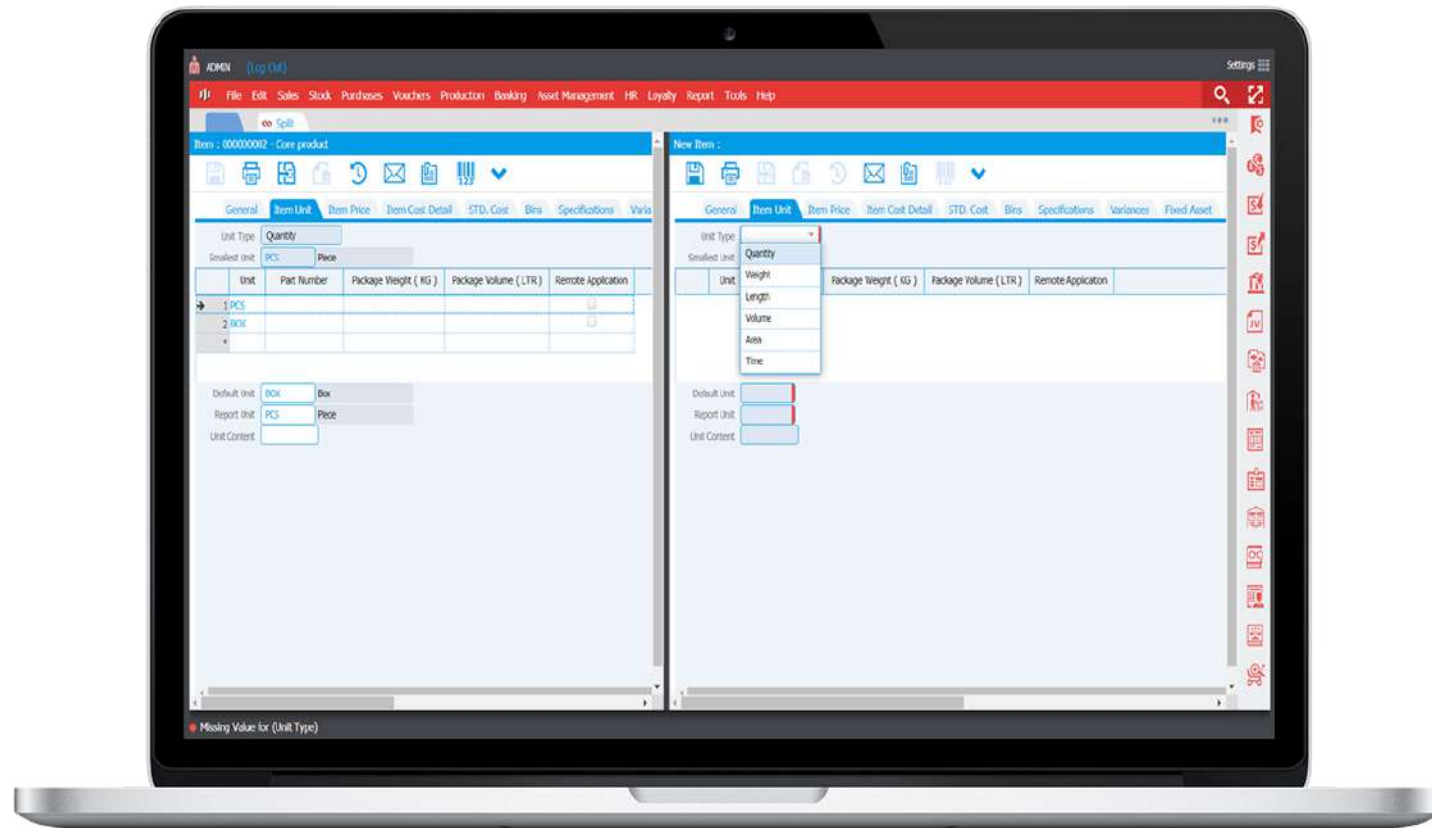 ADMIN (Log Out) Settings
File Edit Sales Stock Purchases Vouchers Production Banking Asset Management HR Loyalty Report Tools Help
Split
Item : 000000002 - Core product
123
General Item Unit Item Price Item Cost Detail STD. Cost Bins Specifications Varia
Unit Type Quantity
Smallest Unit PCS Piece
Unit Part Number Package Weight ( KG ) Package Volume ( LTR ) Remote Application
1 PCS
2 BOX
*
Default Unit BOX Box
Report Unit PCS Piece
Unit Content
New Item :
General Item Unit Item Price Item Cost Detail STD. Cost Bins Specifications Variances Fixed Asset
Unit Type
Smallest Unit
Quantity
Weight
Length
Volume
Area
Time
Unit Package Weight ( KG ) Package Volume ( LTR ) Remote Application
Default Unit
Report Unit
Unit Content
JV
Missing Value for (Unit Type)